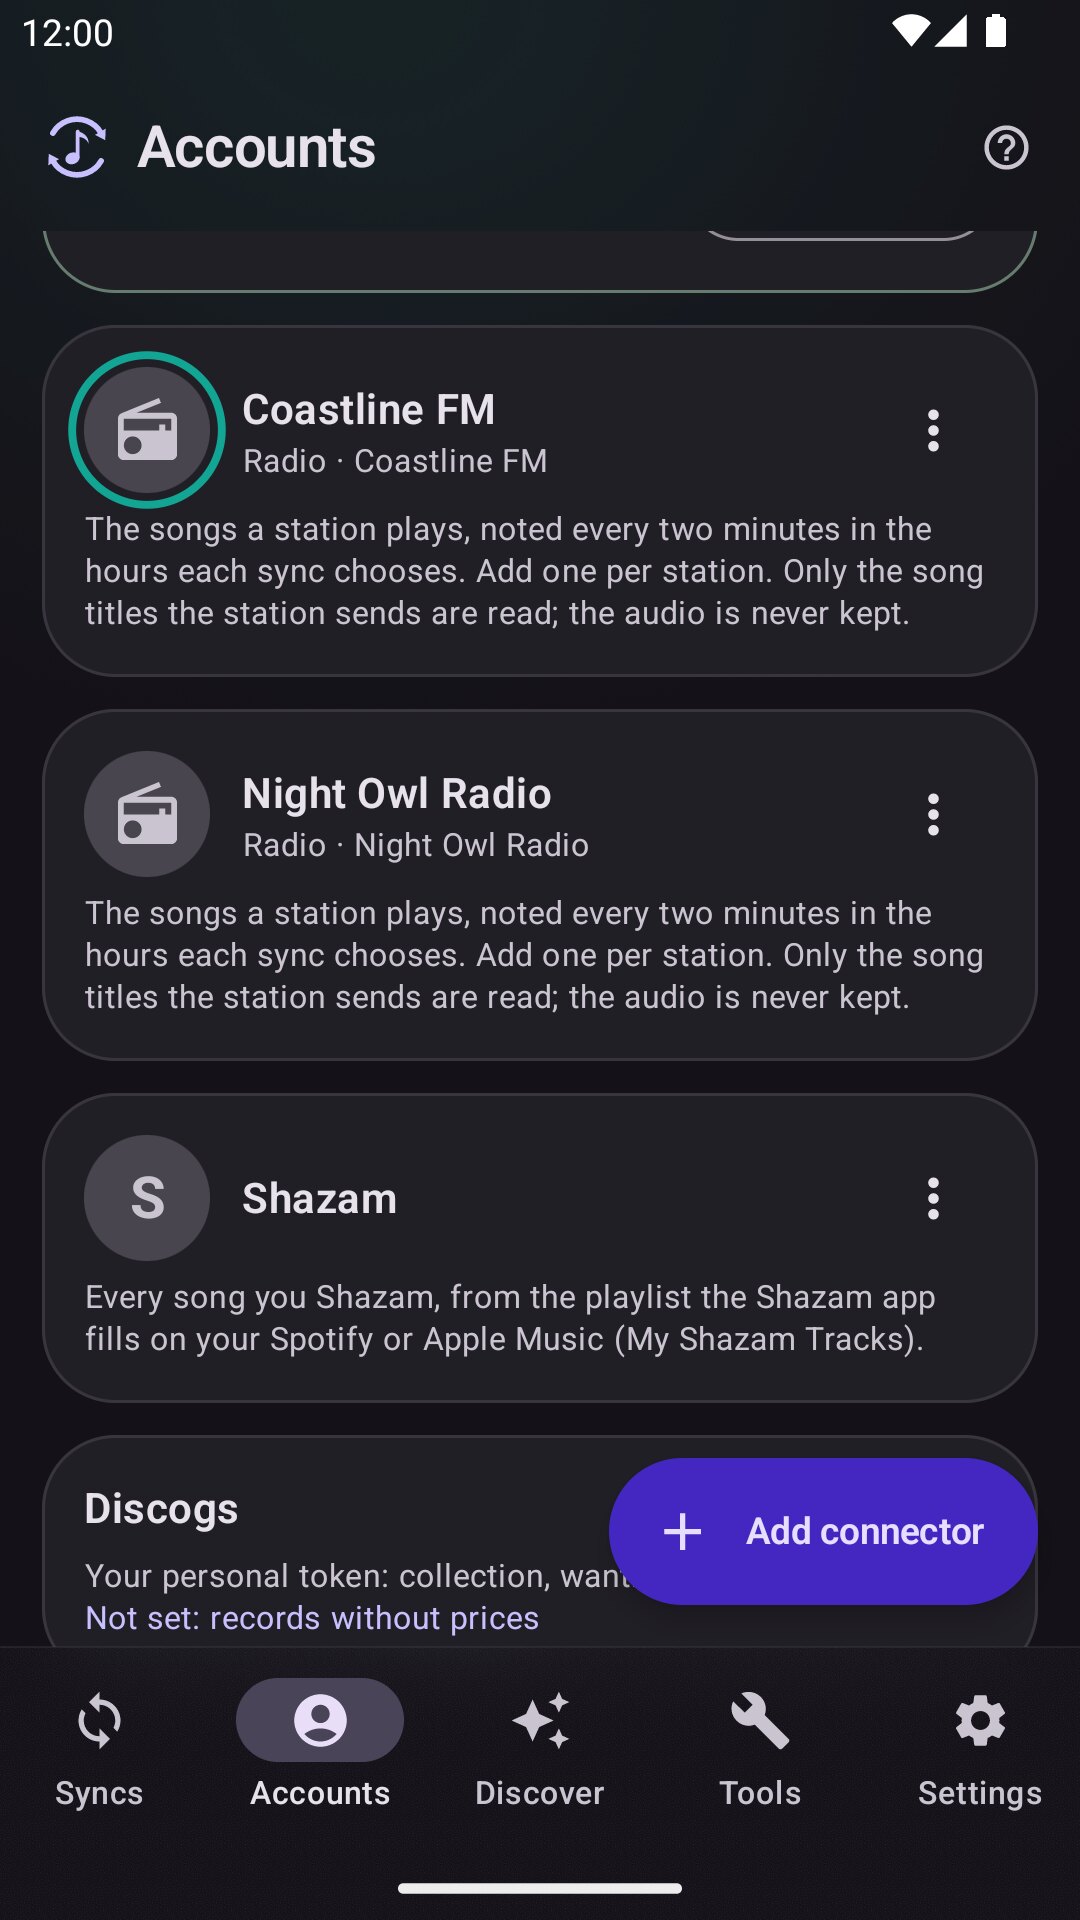 12:00
Accounts
Coastline FM
Radio · Coastline FM
The songs a station plays, noted every two minutes in the
hours each sync chooses. Add one per station. Only the song
titles the station sends are read; the audio is never kept.
Night Owl Radio
Radio · Night Owl Radio
The songs a station plays, noted every two minutes in the
hours each sync chooses. Add one per station. Only the song
titles the station sends are read; the audio is never kept.
S
Shazam
Every song you Shazam, from the playlist the Shazam app
fills on your Spotify or Apple Music (My Shazam Tracks).
Discogs
Your personal token: collection,
Not set: records without prices
Add connector
Syncs
Accounts
Discover
Tools
Settings